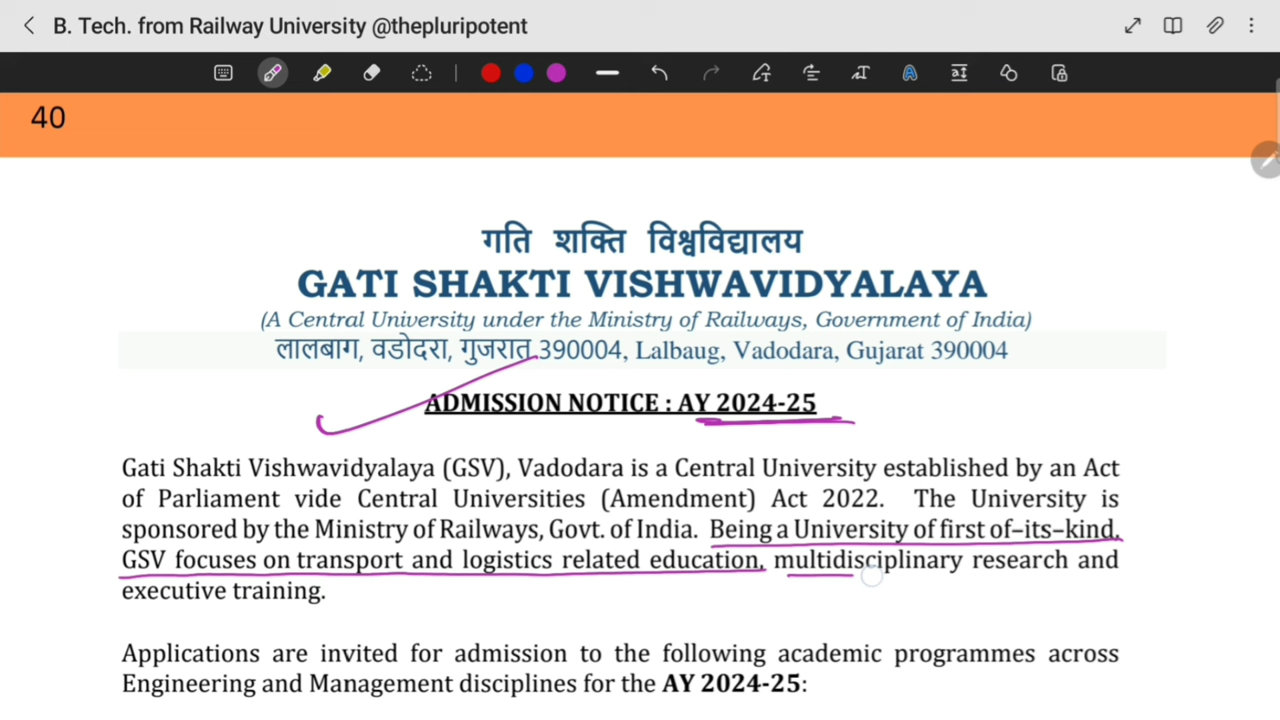 B. Tech. from Railway University @thepluripotent
40
गति शक्ति विश्वविद्यालय
GATI SHAKTI VISHWAVIDYALAYA
(A Central University under the Ministry of Railways, Government of India)
लालबाग, वडोदरा, गुजरात 390004, Lalbaug, Vadodara, Gujarat 390004
ADMISSION NOTICE : AY 2024-25
Gati Shakti Vishwavidyalaya (GSV), Vadodara is a Central University established by an Act
of Parliament vide Central Universities (Amendment) Act 2022. The University is
sponsored by the Ministry of Railways, Govt. of India. Being a University of first of–its–kind,
GSV focuses on transport and logistics related education, multidisciplinary research and
executive training.
Applications are invited for admission to the following academic programmes across
Engineering and Management disciplines for the AY 2024-25: